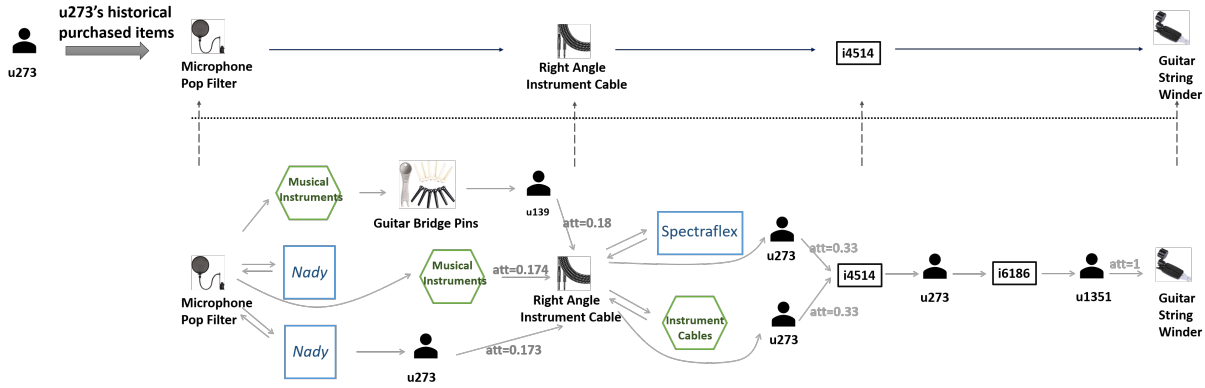 u273's historical
purchased items
u273
Microphone
Pop Filter
Right Angle
Instrument Cable
i4514
Guitar
String
Winder
Musical
Instruments
Guitar Bridge Pins
u139
att=0.18
Spectraflex
u273
att=0.33
Nady
Musical
Instruments
att=0.174
Microphone
Pop Filter
Right Angle
Instrument Cable
i4514
u273
i6186
u1351
att=1
Guitar
String
Winder
Nady
u273
att=0.173
Instrument
Cables
u273
att=0.33